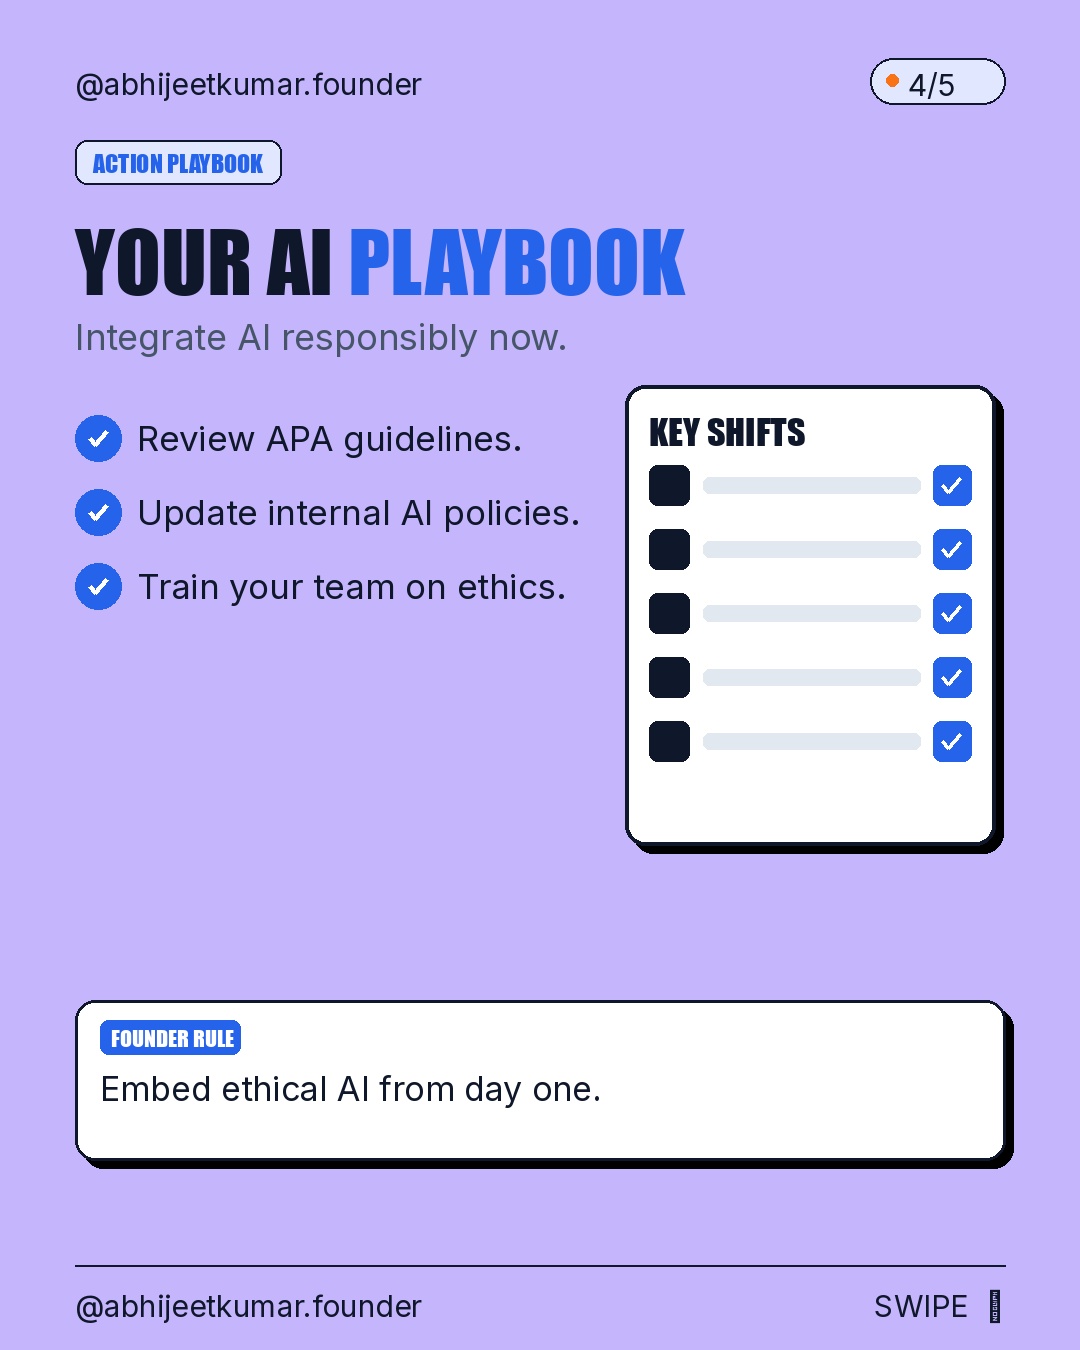 @abhijeetkumar.founder
4/5
ACTION PLAYBOOK
YOUR AI PLAYBOOK
Integrate AI responsibly now.
Review APA guidelines.
Update internal AI policies.
Train your team on ethics.
KEY SHIFTS
FOUNDER RULE
Embed ethical AI from day one.
@abhijeetkumar.founder
SWIPE